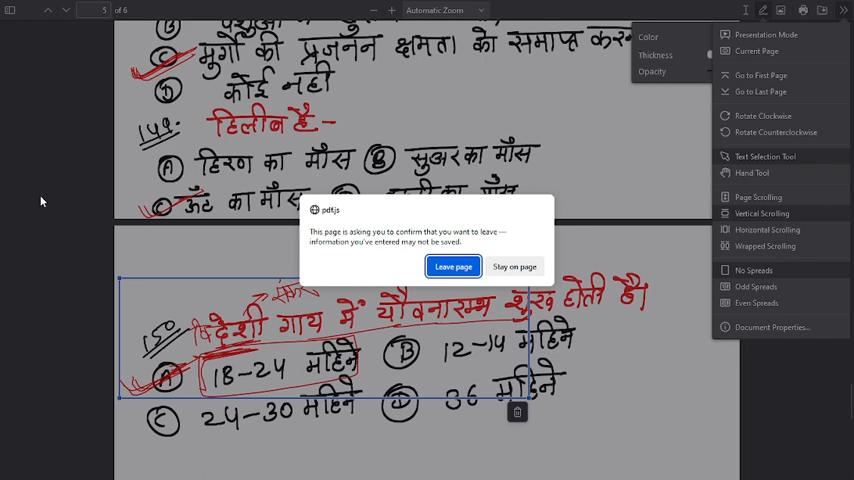 5 of 6
Automatic Zoom
Color
Thickness
Opacity
Presentation Mode
Current Page
Go to First Page
Go to Last Page
Rotate Clockwise
Rotate Counterclockwise
Text Selection Tool
Hand Tool
Page Scrolling
Vertical Scrolling
Horizontal Scrolling
Wrapped Scrolling
No Spreads
Odd Spreads
Even Spreads
Document Properties...
(B)
(C) मुर्गो की प्रजनन क्षमता को समाप्त
(D) कोई नही
149. हिलीन है-
(A) हिरण का माँस (B) सुअर का माँस
(C) ऊँट का माँस
pdf.js
This page is asking you to confirm that you want to leave —
information you've entered may not be saved.
Leave page Stay on page
150 देशी गाय में यौवनारम्भ शुरु होती है।
(A) 18-24 महिने (B) 12-14 महिने
(C) 24-30 महिने (D) 36 महिने